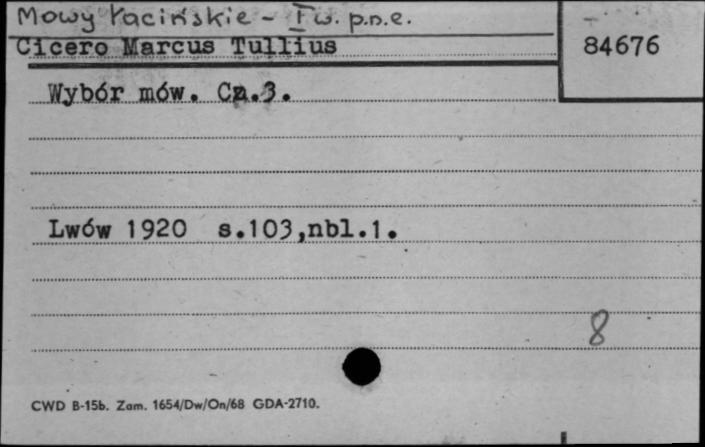 Mowy łacińskie - I w. p.n.e.
Cicero Marcus Tullius
84676
Wybór mów. Cz.3.
Lwów 1920 s.103,nbl.1.
8
CWD B-15b. Zam. 1654/Dw/On/68 GDA-2710.